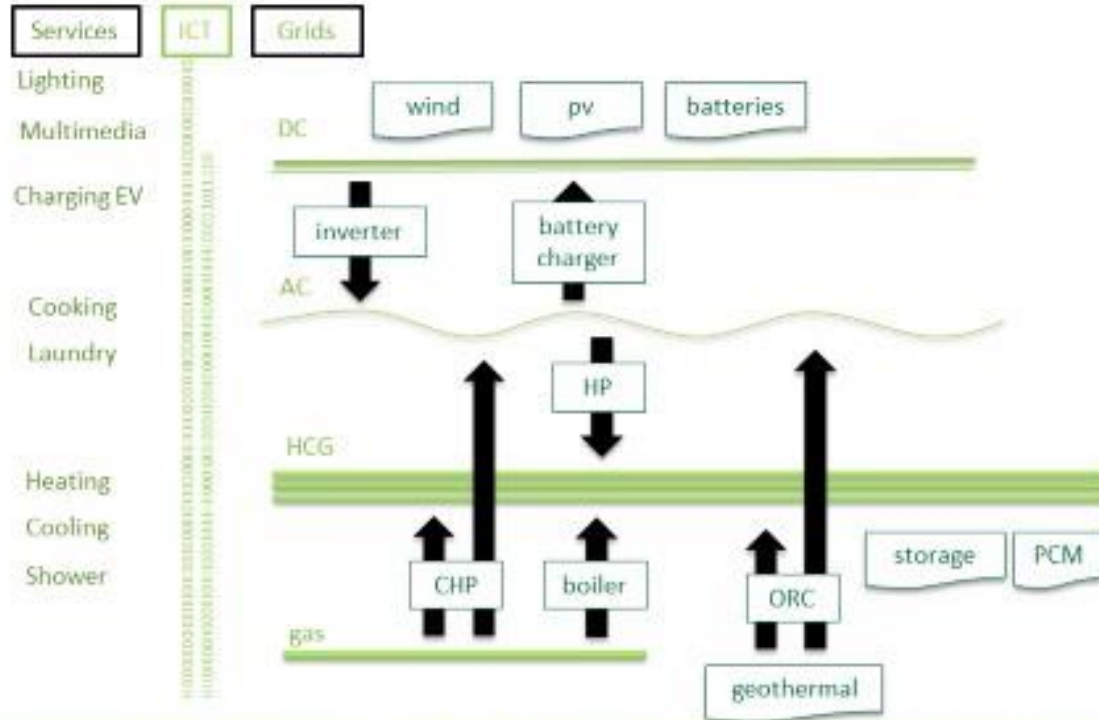 Services
ICT
Grids
Lighting
wind
pv
batteries
Multimedia
DC
Charging EV
inverter
battery
charger
AC
Cooking
Laundry
HP
HCG
Heating
Cooling
storage
PCM
Shower
CHP
boiler
ORC
gas
geothermal